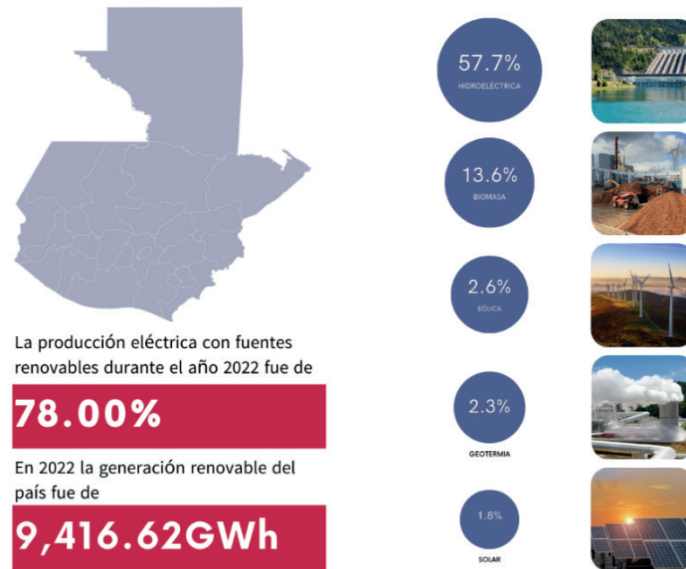 La producción eléctrica con fuentes
renovables durante el año 2022 fue de
78.00%
En 2022 la generación renovable del
país fue de
9,416.62GWh
57.7%
HIDROELÉCTRICA
13.6%
BIOMASA
2.6%
EÓLICA
2.3%
GEOTERMIA
1.8%
SOLAR